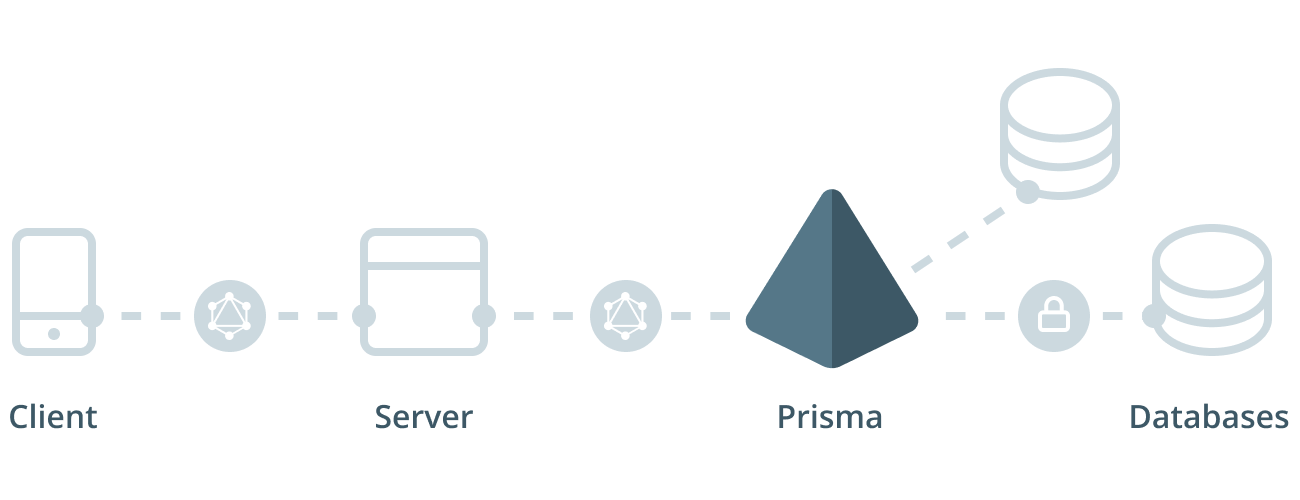 Client
Server
Prisma
Databases